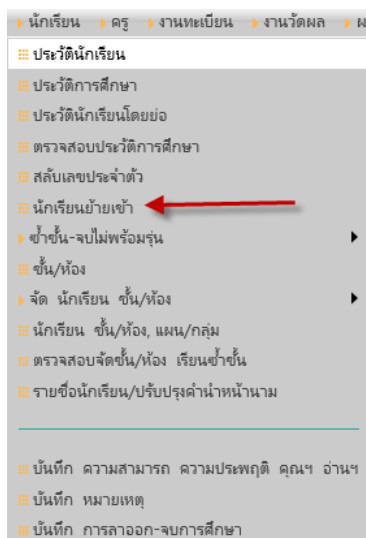 นักเรียน ครู งานทะเบียน งานวัดผล ผ
ประวัตินักเรียน
ประวัติการศึกษา
ประวัตินักเรียนโดยย่อ
ตรวจสอบประวัติการศึกษา
สลับเลขประจำตัว
นักเรียนย้ายเข้า
ซ้ำชั้น-จบไม่พร้อมรุ่น
ชั้น/ห้อง
จัด นักเรียน ชั้น/ห้อง
นักเรียน ชั้น/ห้อง, แผน/กลุ่ม
ตรวจสอบจัดชั้น/ห้อง เรียนซ้ำชั้น
รายชื่อนักเรียน/ปรับปรุงคำนำหน้านาม
บันทึก ความสามารถ ความประพฤติ คุณฯ อ่านฯ
บันทึก หมายเหตุ
บันทึก การลาออก-จบการศึกษา